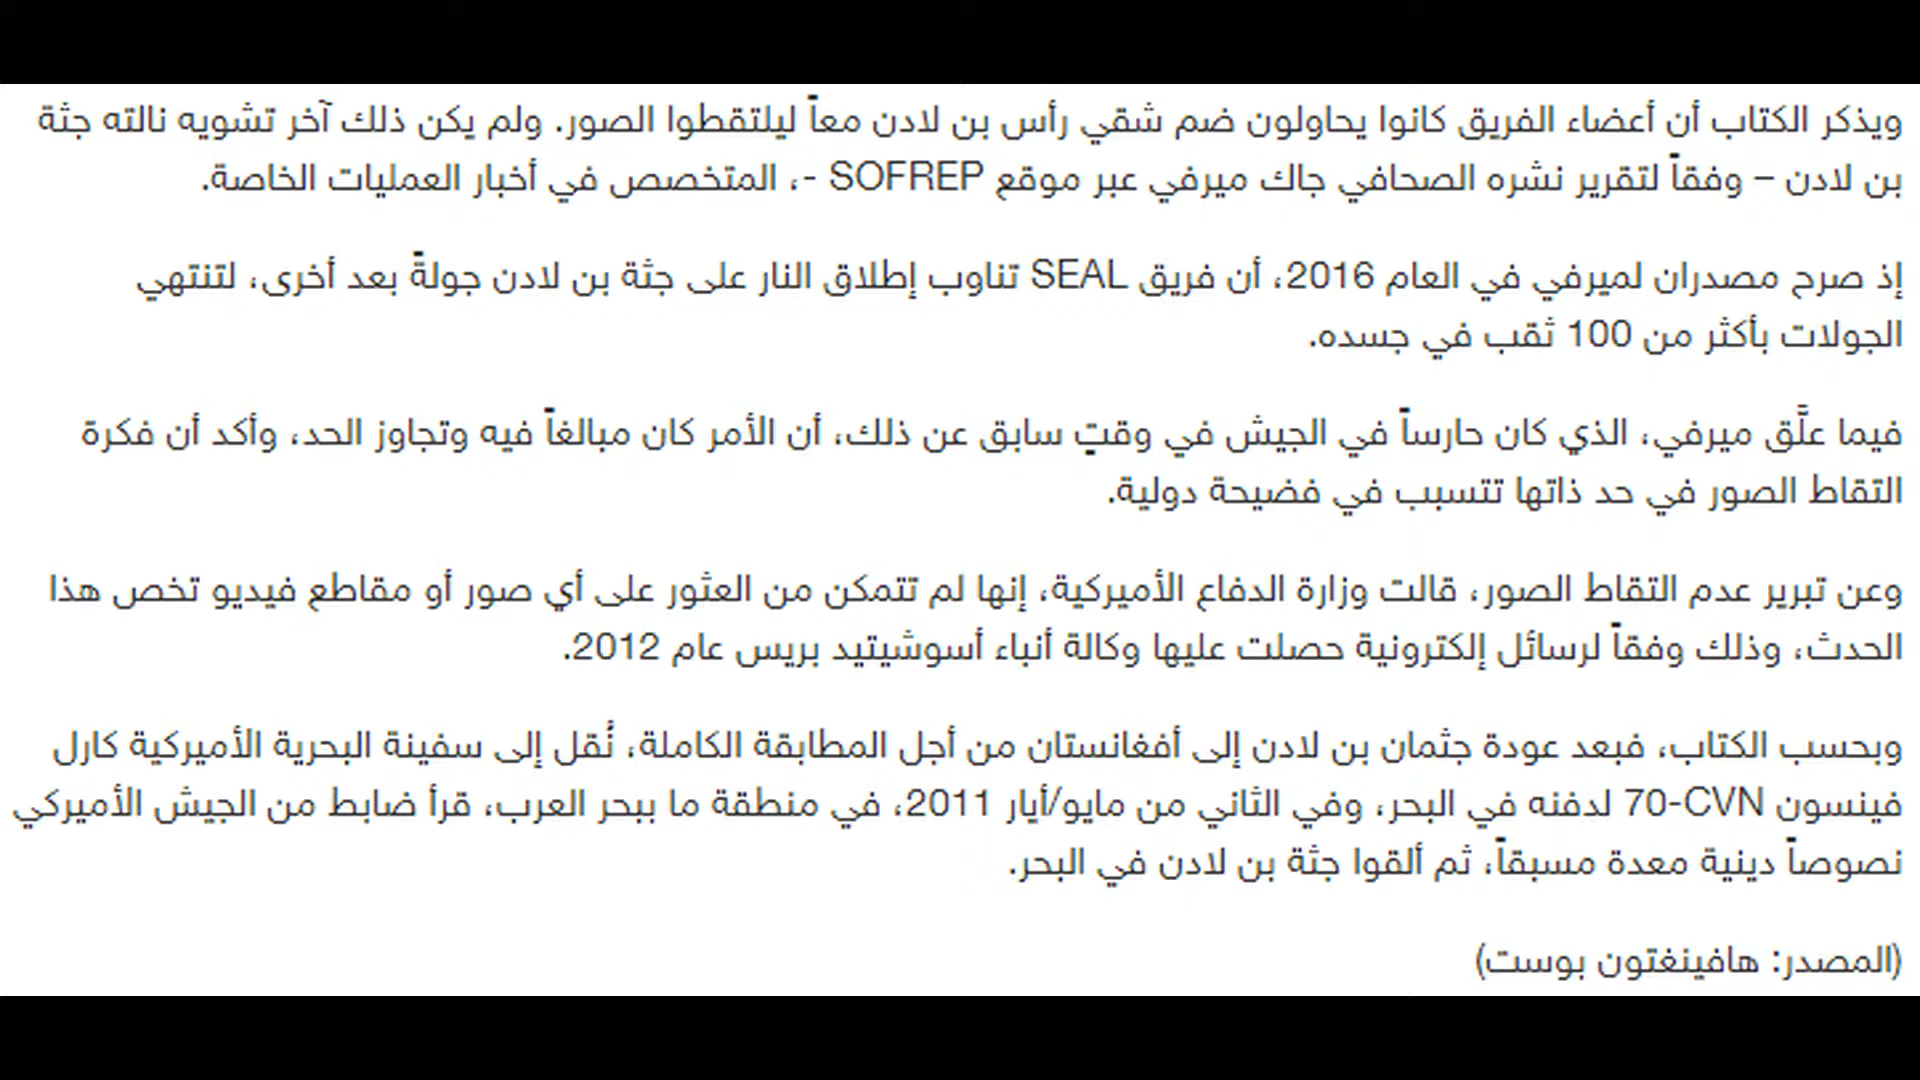 ويذكر الكتاب أن أعضاء الفريق كانوا يحاولون ضم شقي رأس بن لادن معاً ليلتقطوا الصور. ولم يكن ذلك آخر تشويه نالته جثة
بن لادن – وفقاً لتقرير نشره الصحافي جاك ميرفي عبر موقع SOFREP -، المتخصص في أخبار العمليات الخاصة.
إذ صرح مصدران لميرفي في العام 2016، أن فريق SEAL تناوب إطلاق النار على جثة بن لادن جولةً بعد أخرى، لتنتهي
الجولات بأكثر من 100 ثقب في جسده.
فيما علَّق ميرفي، الذي كان حارساً في الجيش في وقتٍ سابق عن ذلك، أن الأمر كان مبالغاً فيه وتجاوز الحد، وأكد أن فكرة
التقاط الصور في حد ذاتها تتسبب في فضيحة دولية.
وعن تبرير عدم التقاط الصور، قالت وزارة الدفاع الأميركية، إنها لم تتمكن من العثور على أي صور أو مقاطع فيديو تخص هذا
الحدث، وذلك وفقاً لرسائل إلكترونية حصلت عليها وكالة أنباء أسوشيتيد بريس عام 2012.
وبحسب الكتاب، فبعد عودة جثمان بن لادن إلى أفغانستان من أجل المطابقة الكاملة، نُقل إلى سفينة البحرية الأميركية كارل
فينسون 70-CVN لدفنه في البحر، وفي الثاني من مايو/أيار 2011، في منطقة ما ببحر العرب، قرأ ضابط من الجيش الأميركي
نصوصاً دينية معدة مسبقاً، ثم ألقوا جثة بن لادن في البحر.
(المصدر: هافينغتون بوست)